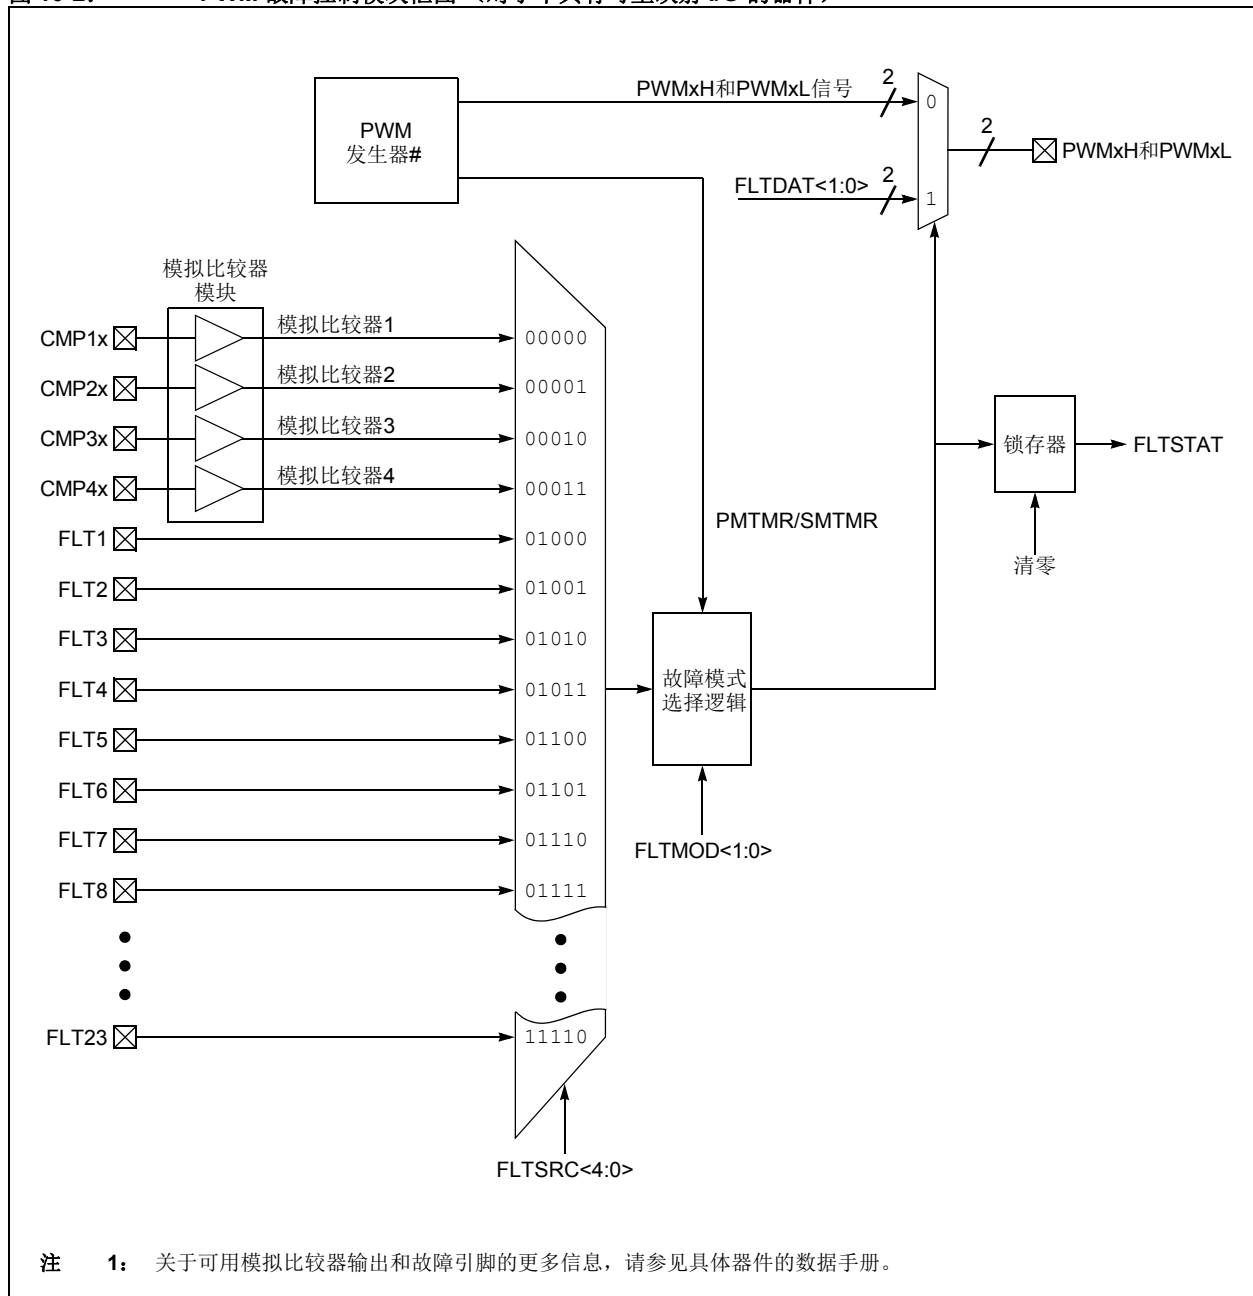 PWMxH和PWMxL信号
2
0
PWM
发生器#
2
PWMxH和PWMxL
FLTDAT<1:0>
2
1
模拟比较器
模块
CMP1x
模拟比较器1
00000
CMP2x
模拟比较器2
00001
CMP3x
模拟比较器3
00010
锁存器
FLTSTAT
CMP4x
模拟比较器4
00011
PMTMR/SMTMR
FLT1
01000
清零
FLT2
01001
FLT3
01010
FLT4
01011
故障模式
选择逻辑
FLT5
01100
FLT6
01101
FLT7
01110
FLTMOD<1:0>
FLT8
01111
FLT23
11110
FLTSRC<4:0>
注 1： 关于可用模拟比较器输出和故障引脚的更多信息，请参见具体器件的数据手册。